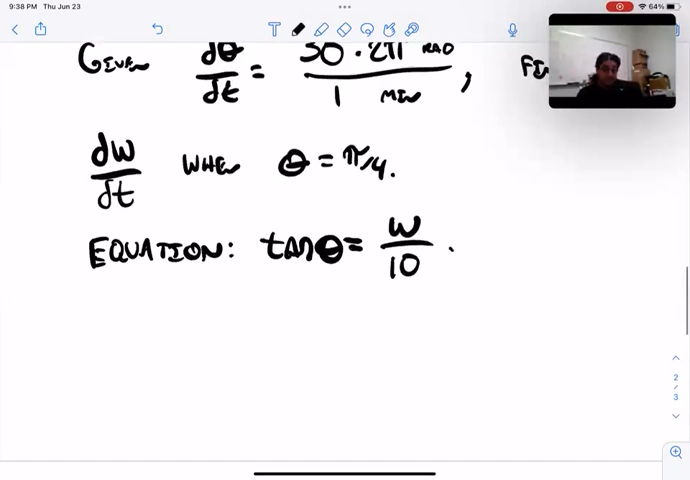 9:38 PM Thu Jun 23
64%
GIVEN dθ/dt = 30 · 2π RAD / 1 MIN ,
dw/dt WHEN θ = π/4.
EQUATION: tanθ = w/10 .
2
/
3